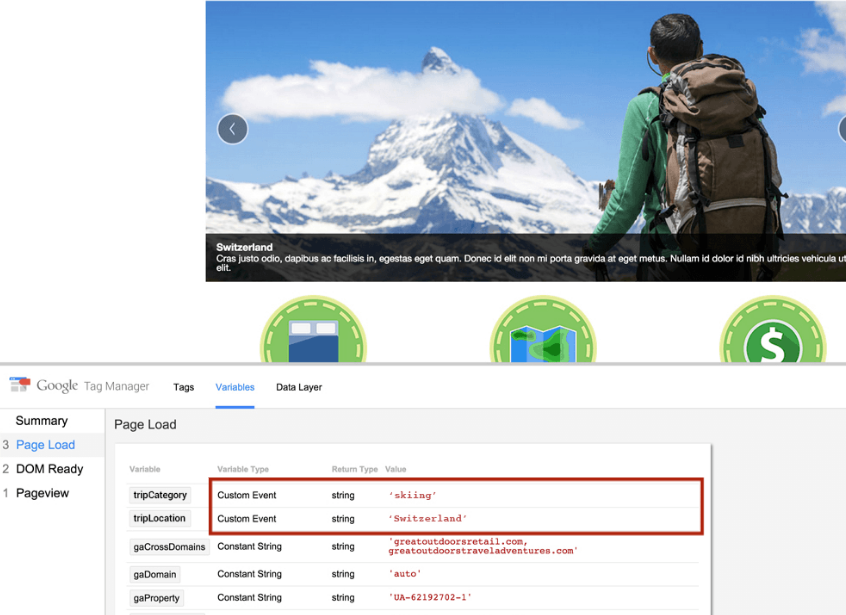 Switzerland
Cras justo odio, dapibus ac facilisis in, egestas eget quam. Donec id elit non mi porta gravida at eget metus. Nullam id dolor id nibh ultricies vehicula ut
elit.
$
Google Tag Manager Tags Variables Data Layer
Summary
Page Load
3 Page Load
2 DOM Ready
1 Pageview
Variable Variable Type Return Type Value
tripCategory Custom Event string 'skiing'
tripLocation Custom Event string 'Switzerland'
gaCrossDomains Constant String string 'greatoutdoorsretail.com,
greatoutdoorstraveladventures.com'
gaDomain Constant String string 'auto'
gaProperty Constant String string 'UA-62192702-1'